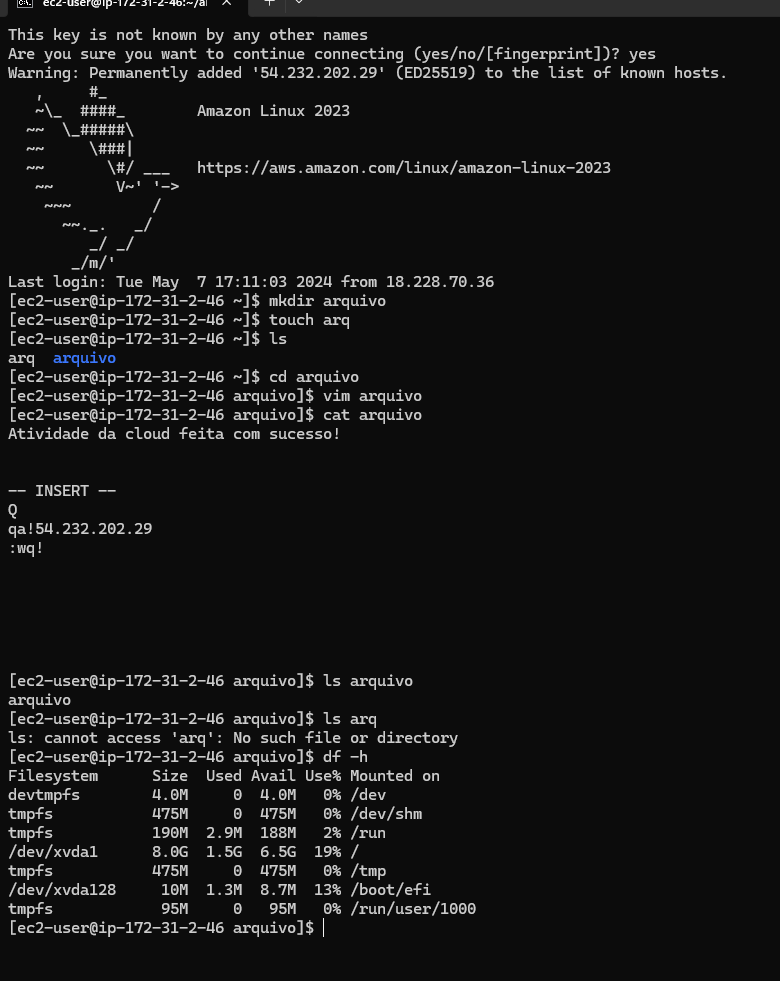 ec2-user@ip-172-31-2-46:~/ar
This key is not known by any other names
Are you sure you want to continue connecting (yes/no/[fingerprint])? yes
Warning: Permanently added '54.232.202.29' (ED25519) to the list of known hosts.
   ,     #_
   ~\_  ####_        Amazon Linux 2023
  ~~  \_#####\
  ~~     \###|
  ~~       \#/ ___   https://aws.amazon.com/linux/amazon-linux-2023
   ~~       V~' '->
    ~~~         /
      ~~._.   _/
         _/ _/
       _/m/'
Last login: Tue May  7 17:11:03 2024 from 18.228.70.36
[ec2-user@ip-172-31-2-46 ~]$ mkdir arquivo
[ec2-user@ip-172-31-2-46 ~]$ touch arq
[ec2-user@ip-172-31-2-46 ~]$ ls
arq  arquivo
[ec2-user@ip-172-31-2-46 ~]$ cd arquivo
[ec2-user@ip-172-31-2-46 arquivo]$ vim arquivo
[ec2-user@ip-172-31-2-46 arquivo]$ cat arquivo
Atividade da cloud feita com sucesso!
-- INSERT --
Q
qa!54.232.202.29
:wq!
[ec2-user@ip-172-31-2-46 arquivo]$ ls arquivo
arquivo
[ec2-user@ip-172-31-2-46 arquivo]$ ls arq
ls: cannot access 'arq': No such file or directory
[ec2-user@ip-172-31-2-46 arquivo]$ df -h
Filesystem      Size  Used Avail Use% Mounted on
devtmpfs        4.0M     0  4.0M   0% /dev
tmpfs           475M     0  475M   0% /dev/shm
tmpfs           190M  2.9M  188M   2% /run
/dev/xvda1      8.0G  1.5G  6.5G  19% /
tmpfs           475M     0  475M   0% /tmp
/dev/xvda128     10M  1.3M  8.7M  13% /boot/efi
tmpfs            95M     0   95M   0% /run/user/1000
[ec2-user@ip-172-31-2-46 arquivo]$